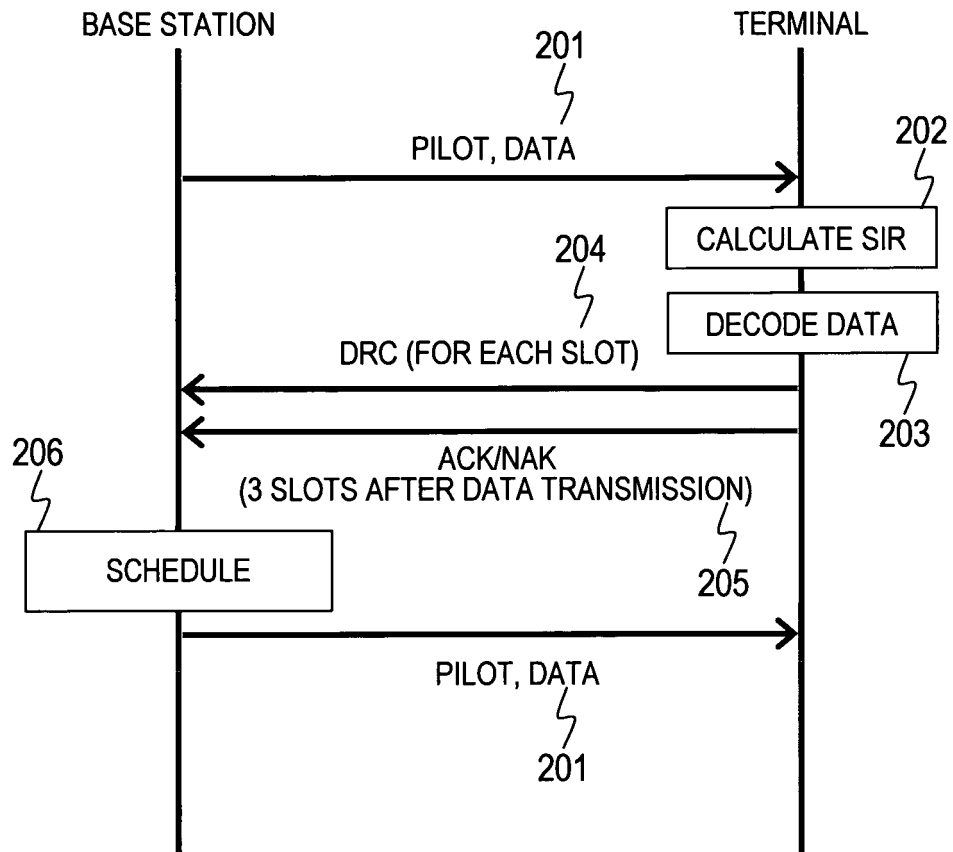 BASE STATION
TERMINAL
201
PILOT, DATA
202
CALCULATE SIR
204
DECODE DATA
DRC (FOR EACH SLOT)
203
206
ACK/NAK
(3 SLOTS AFTER DATA TRANSMISSION)
SCHEDULE
205
PILOT, DATA
201